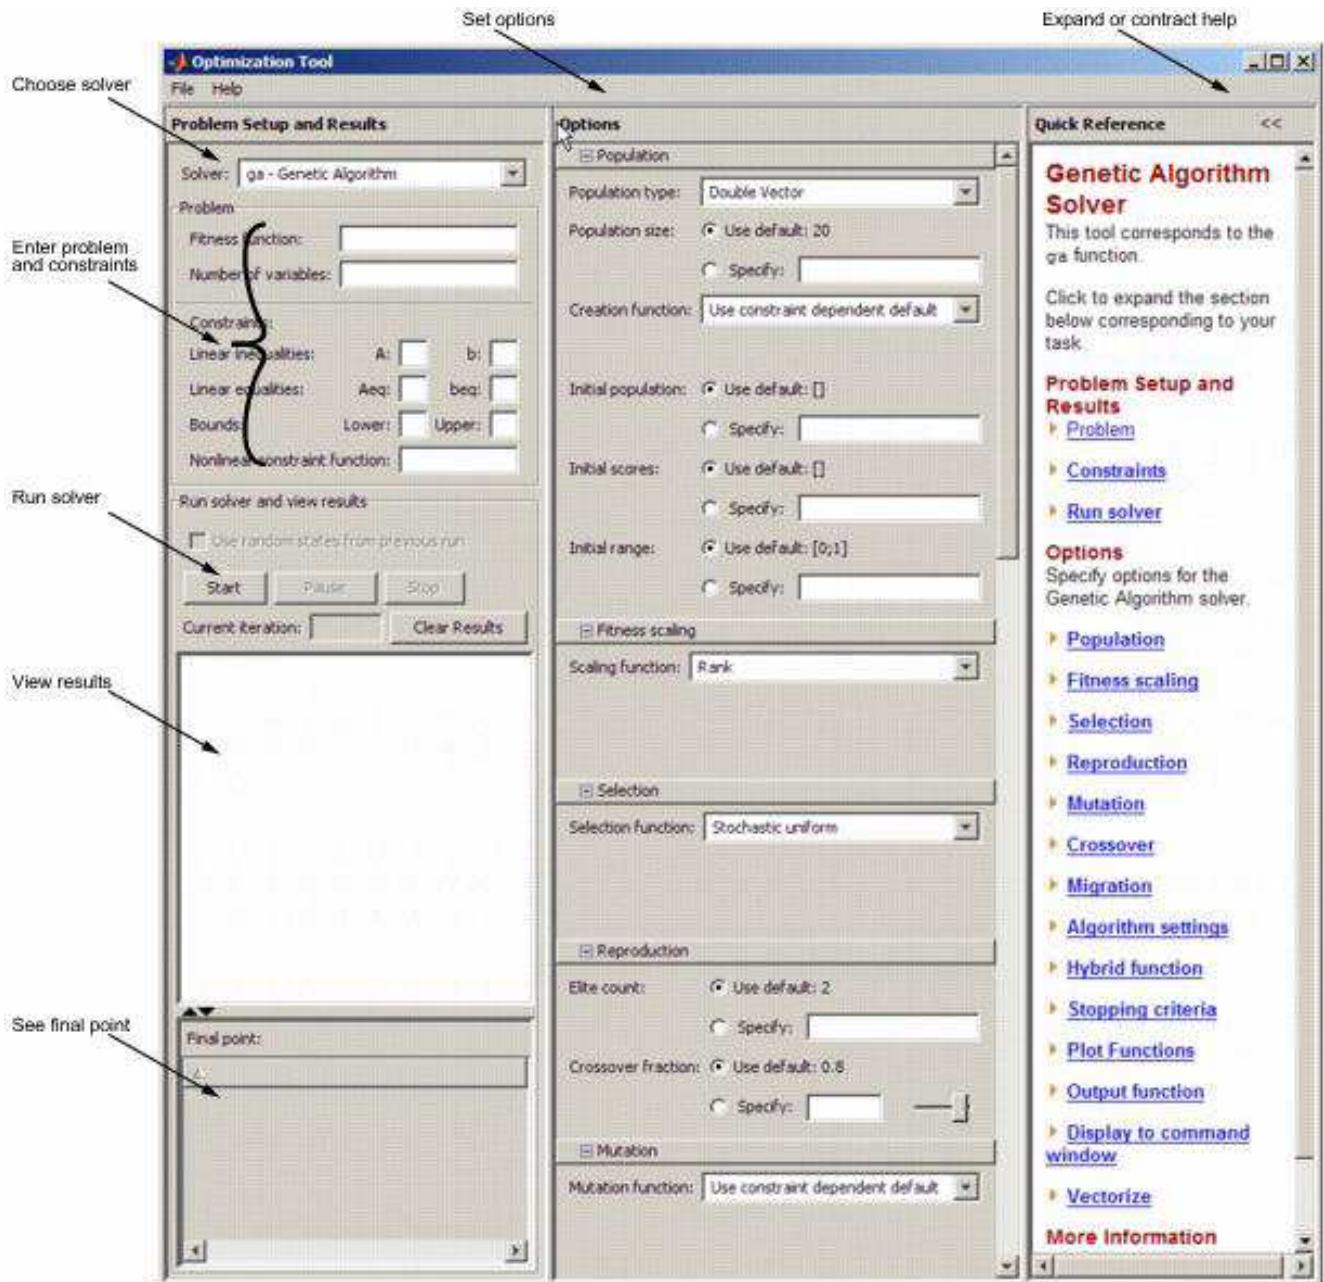 Set options
Expand or contract help
Optimization Tool
Choose solver
File Help
Problem Setup and Results
Solver: ga - Genetic Algorithm
Problem
Fitness function:
Enter problem
and constraints
Number of variables:
Constraints:
Linear inequalities: A: b:
Linear equalities: Aeq: beq:
Bounds: Lower: Upper:
Nonlinear constraint function:
Run solver
Run solver and view results
Use random states from previous run
Start Pause Stop
Current iteration: Clear Results
View results
See final point
Final point:
Options
Population
Population type: Double Vector
Population size: Use default: 20
Specify:
Creation function: Use constraint dependent default
Initial population: Use default: []
Specify:
Initial scores: Use default: []
Specify:
Initial range: Use default: [0;1]
Specify:
Fitness scaling
Scaling function: Rank
Selection
Selection function: Stochastic uniform
Reproduction
Elite count: Use default: 2
Specify:
Crossover fraction: Use default: 0.8
Specify:
Mutation
Mutation function: Use constraint dependent default
Quick Reference <<
Genetic Algorithm
Solver
This tool corresponds to the
ga function.
Click to expand the section
below corresponding to your
task.
Problem Setup and
Results
Problem
Constraints
Run solver
Options
Specify options for the
Genetic Algorithm solver.
Population
Fitness scaling
Selection
Reproduction
Mutation
Crossover
Migration
Algorithm settings
Hybrid function
Stopping criteria
Plot Functions
Output function
Display to command
window
Vectorize
More Information